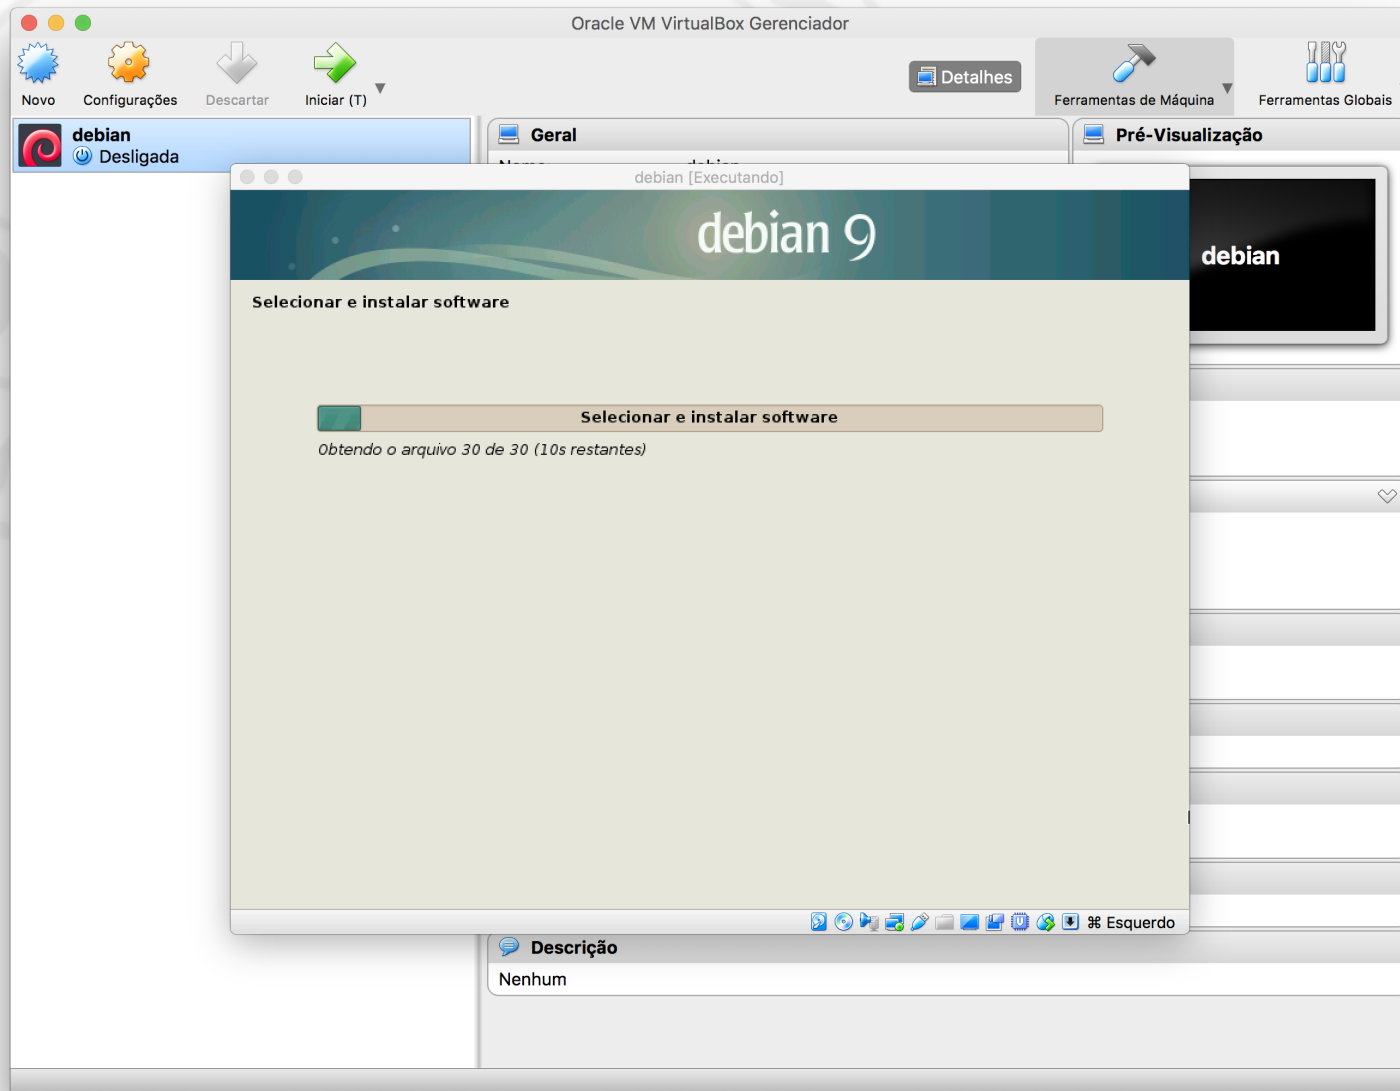 Oracle VM VirtualBox Gerenciador
Novo
Configurações
Descartar
Iniciar (T)
Detalhes
Ferramentas de Máquina
Ferramentas Globais
debian
Desligada
Geral
Pré-Visualização
debian
debian [Executando]
debian 9
Selecionar e instalar software
Selecionar e instalar software
Obtendo o arquivo 30 de 30 (10s restantes)
⌘ Esquerdo
Descrição
Nenhum